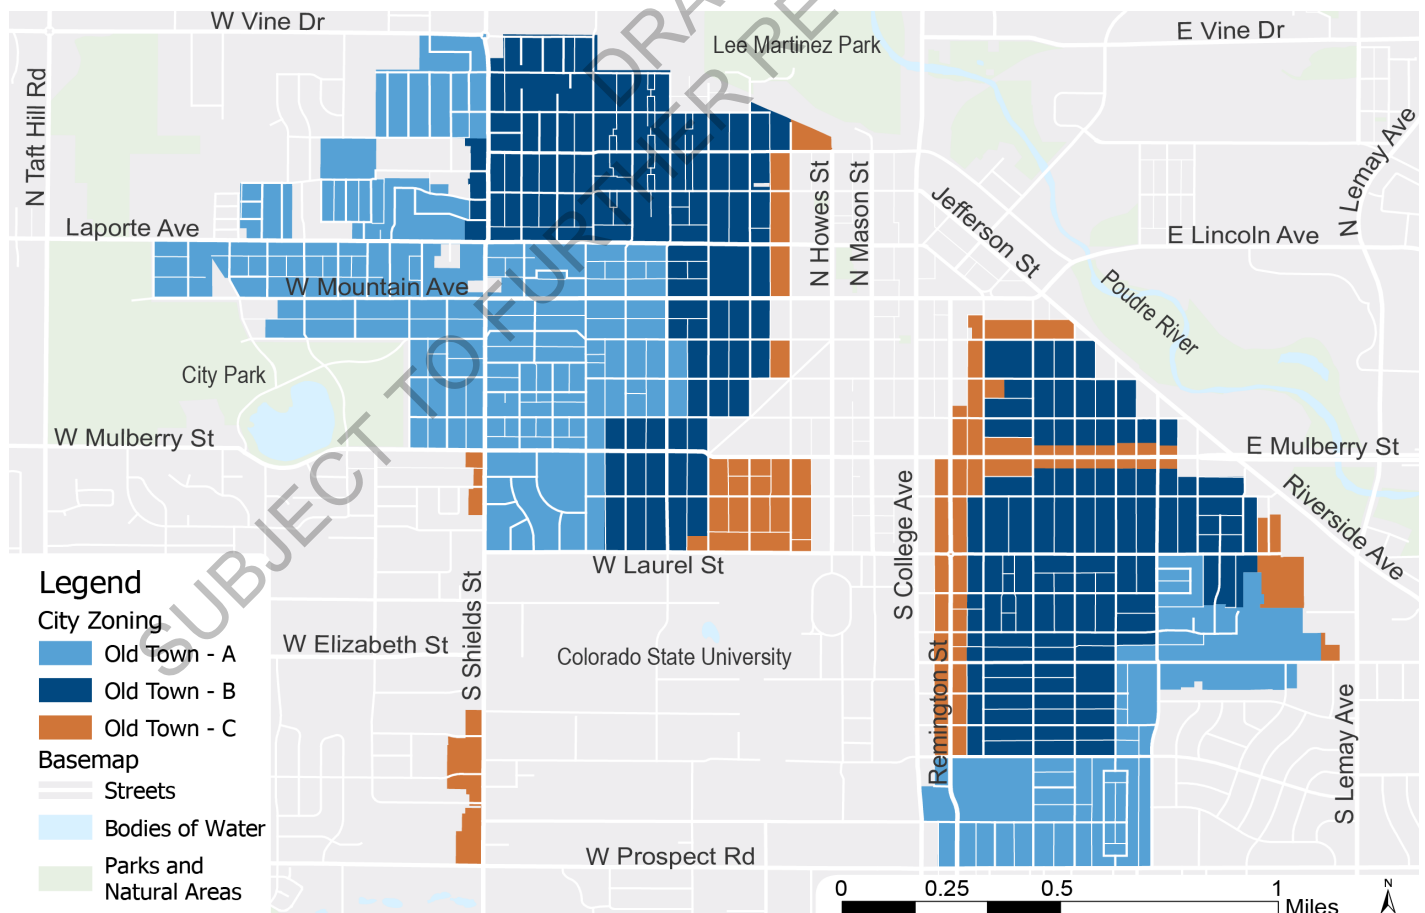 W Vine Dr
E Vine Dr
Lee Martinez Park
N Taft Hill Rd
N Lemay Ave
Laporte Ave
N Howes St
N Mason St
Jefferson St
E Lincoln Ave
W Mountain Ave
Poudre River
City Park
W Mulberry St
E Mulberry St
S College Ave
Riverside Ave
W Laurel St
S Shields St
W Elizabeth St
Colorado State University
Remington St
S Lemay Ave
W Prospect Rd
SUBJECT TO FURTHER RE
DRA
Legend
City Zoning
Old Town - A
Old Town - B
Old Town - C
Basemap
Streets
Bodies of Water
Parks and
Natural Areas
0 0.25 0.5 1
Miles
N